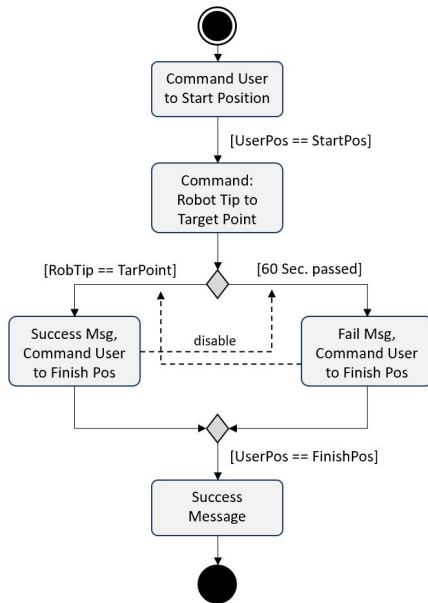 Command User
to Start Position
[UserPos == StartPos]
Command:
Robot Tip to
Target Point
[RobTip == TarPoint]
[60 Sec. passed]
Success Msg,
Command User
to Finish Pos
disable
Fail Msg,
Command User
to Finish Pos
[UserPos == FinishPos]
Success
Message